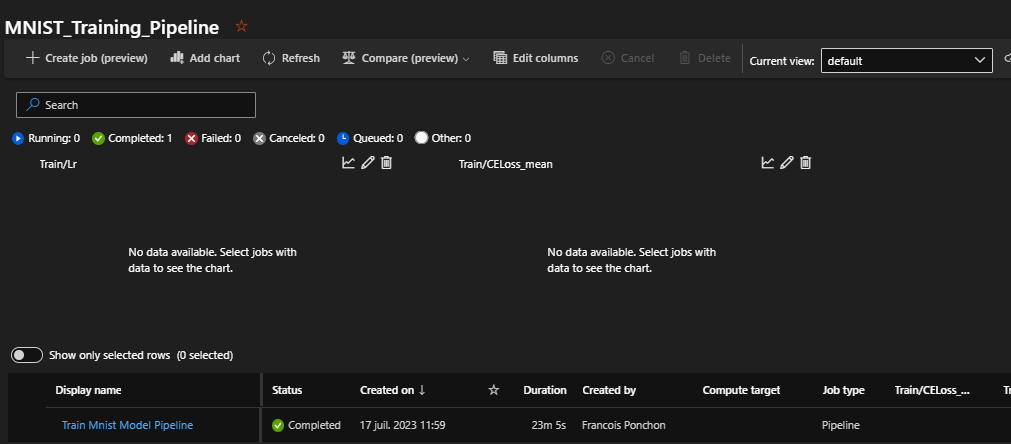 MNIST_Training_Pipeline
Create job (preview) Add chart Refresh Compare (preview) Edit columns Cancel Delete Current view: default
Search
Running: 0 Completed: 1 Failed: 0 Canceled: 0 Queued: 0 Other: 0
Train/Lr Train/CELoss_mean
No data available. Select jobs with No data available. Select jobs with
data to see the chart. data to see the chart.
Show only selected rows (0 selected)
Display name Status Created on Duration Created by Compute target Job type Train/CELoss_...
Train Mnist Model Pipeline Completed 17 juil. 2023 11:59 23m 5s Francois Ponchon Pipeline